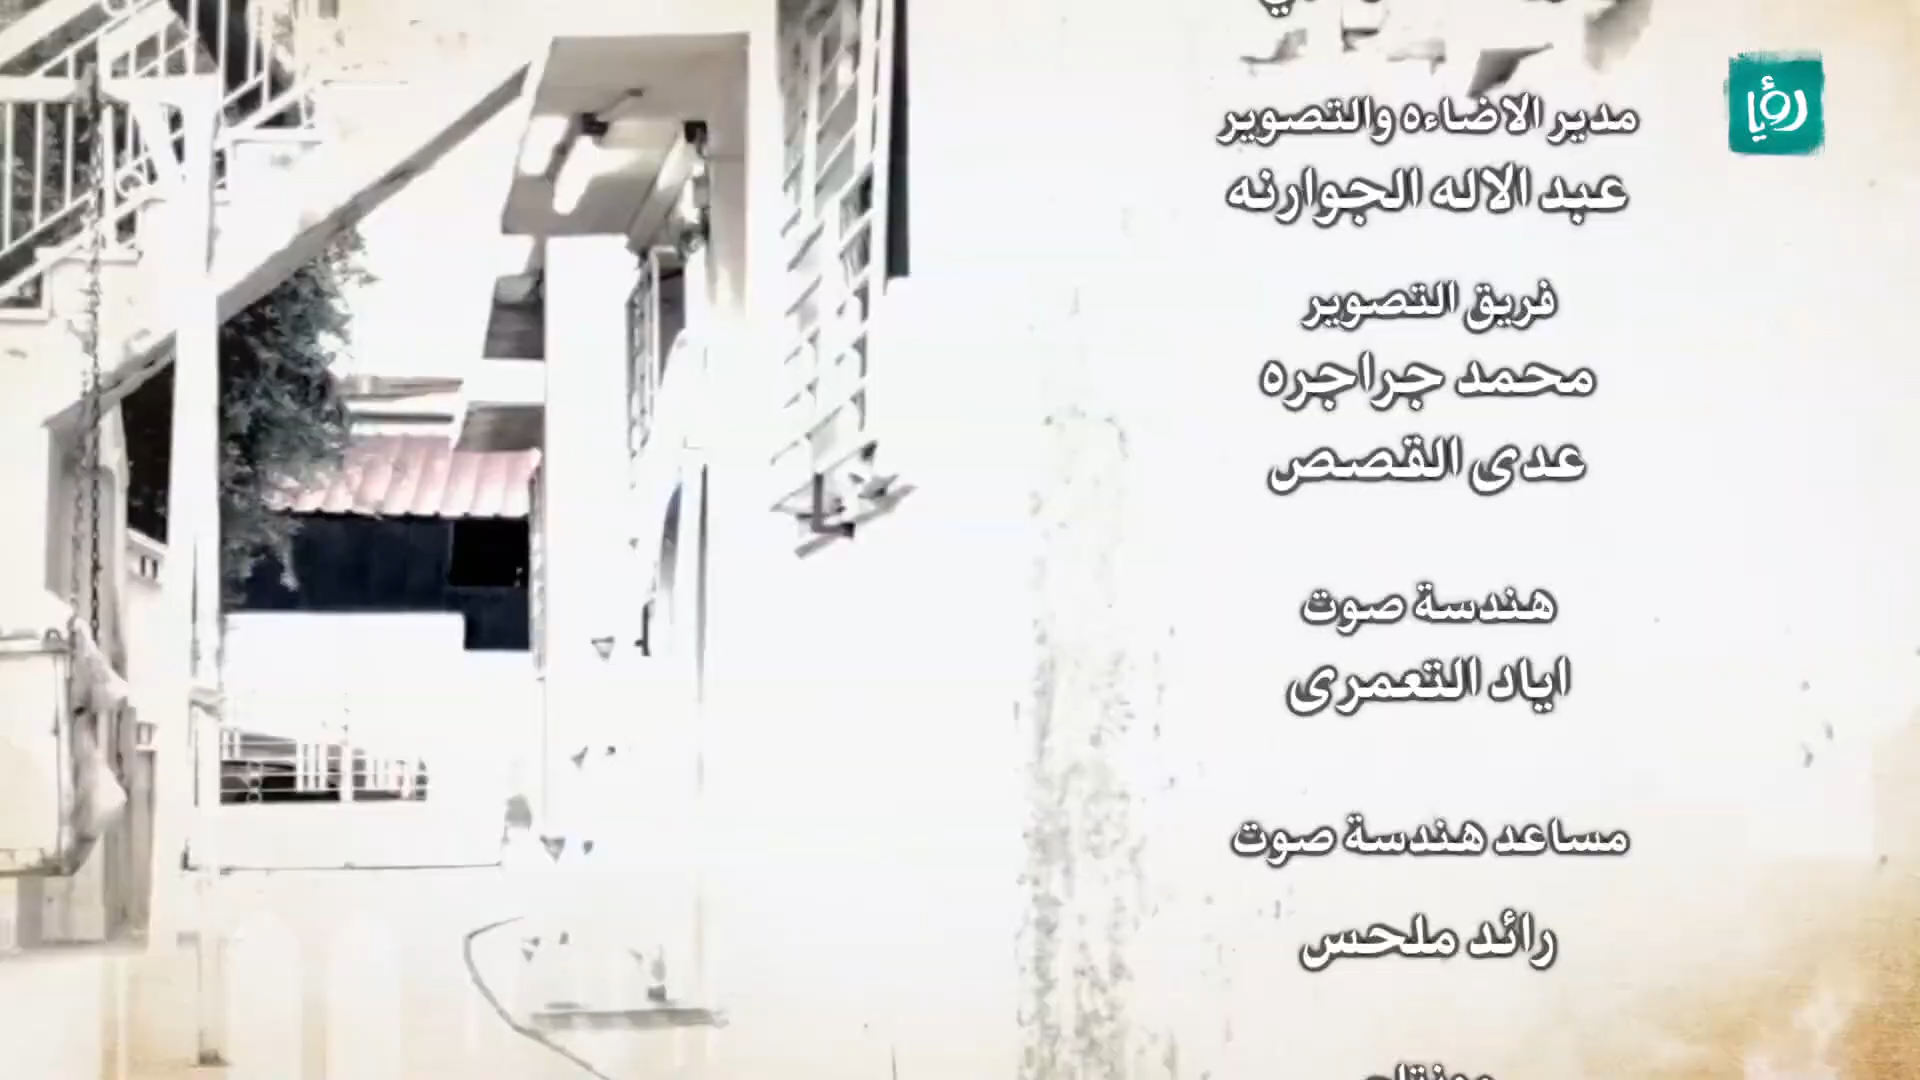 رؤيا
مدير الاضاءه والتصوير
عبد الاله الجوارنه
فريق التصوير
محمد جراجره
عدى القصص
هندسة صوت
اياد التعمرى
مساعد هندسة صوت
رائد ملحس